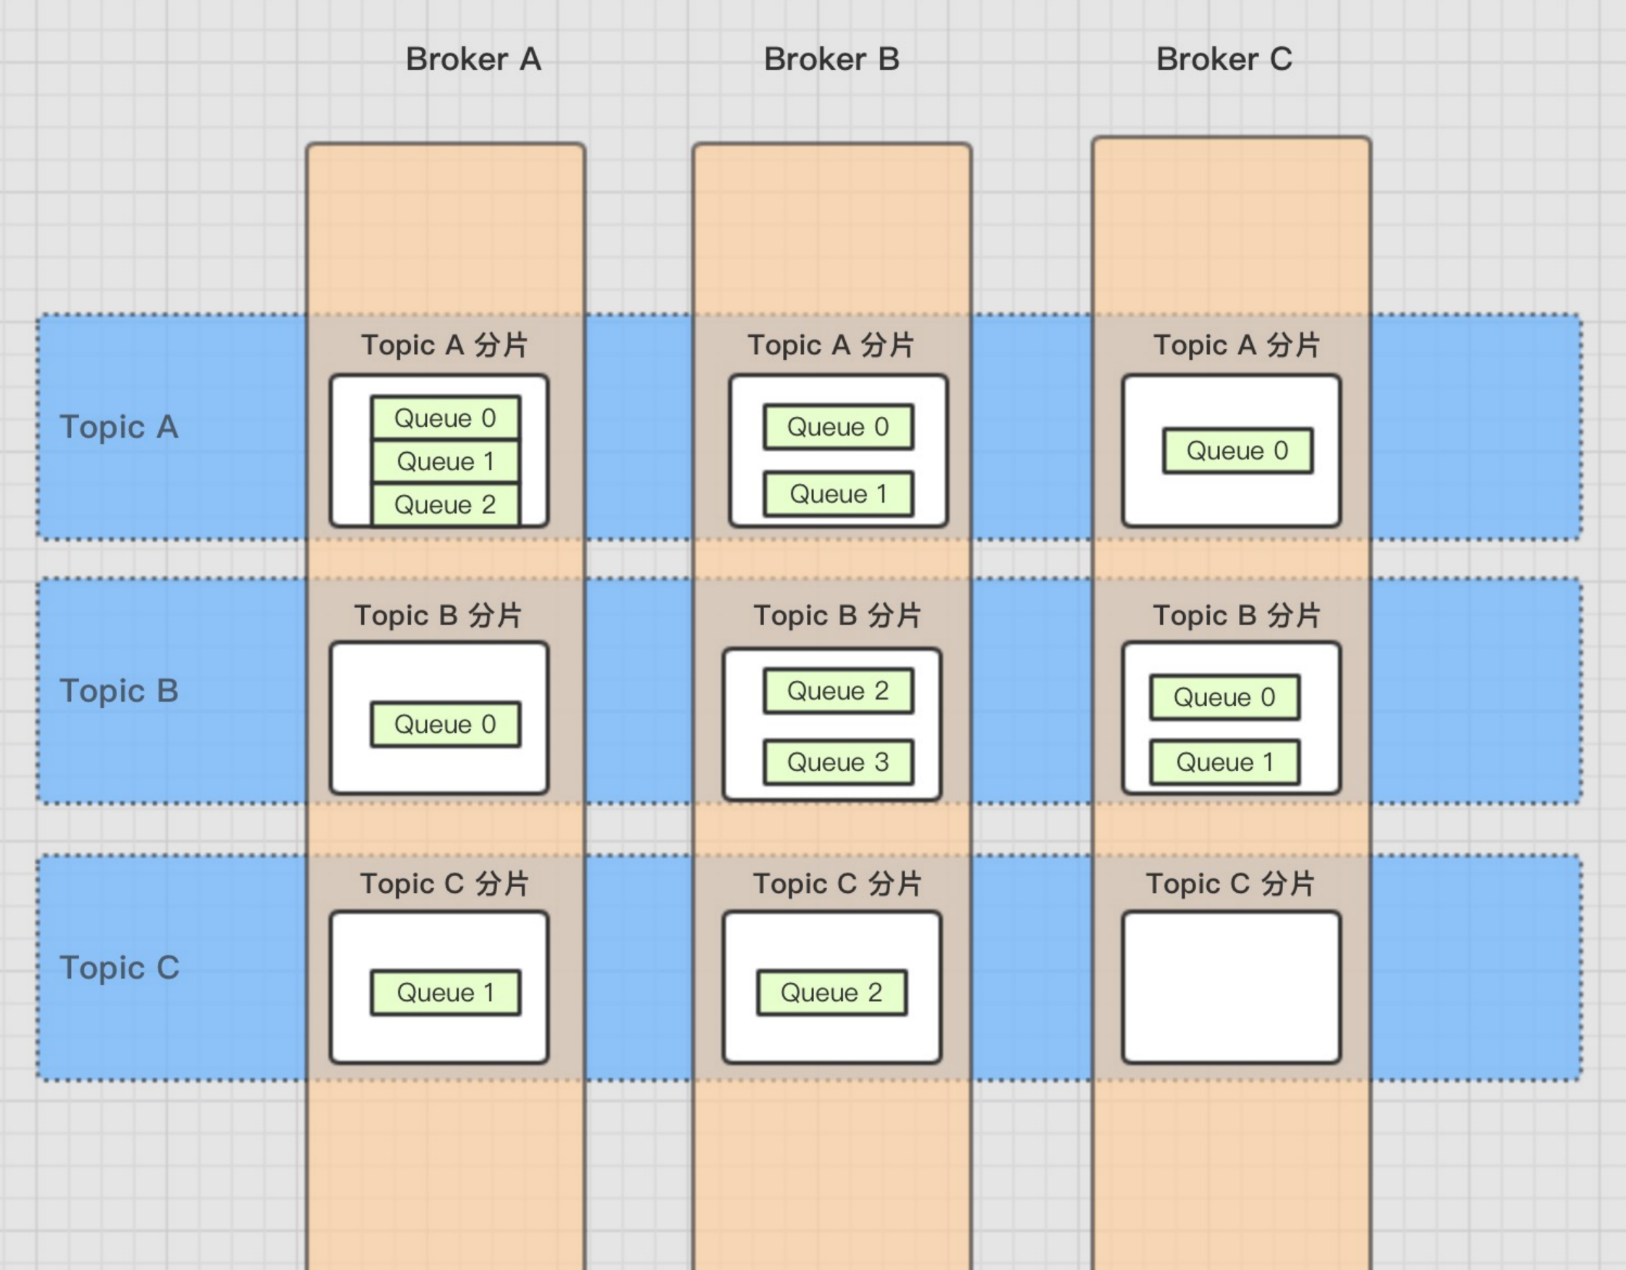 Broker A
Broker B
Broker C
Topic A
Topic A 分片
Queue 0
Queue 1
Queue 2
Topic A 分片
Queue 0
Queue 1
Topic A 分片
Queue 0
Topic B
Topic B 分片
Queue 0
Topic B 分片
Queue 2
Queue 3
Topic B 分片
Queue 0
Queue 1
Topic C
Topic C 分片
Queue 1
Topic C 分片
Queue 2
Topic C 分片